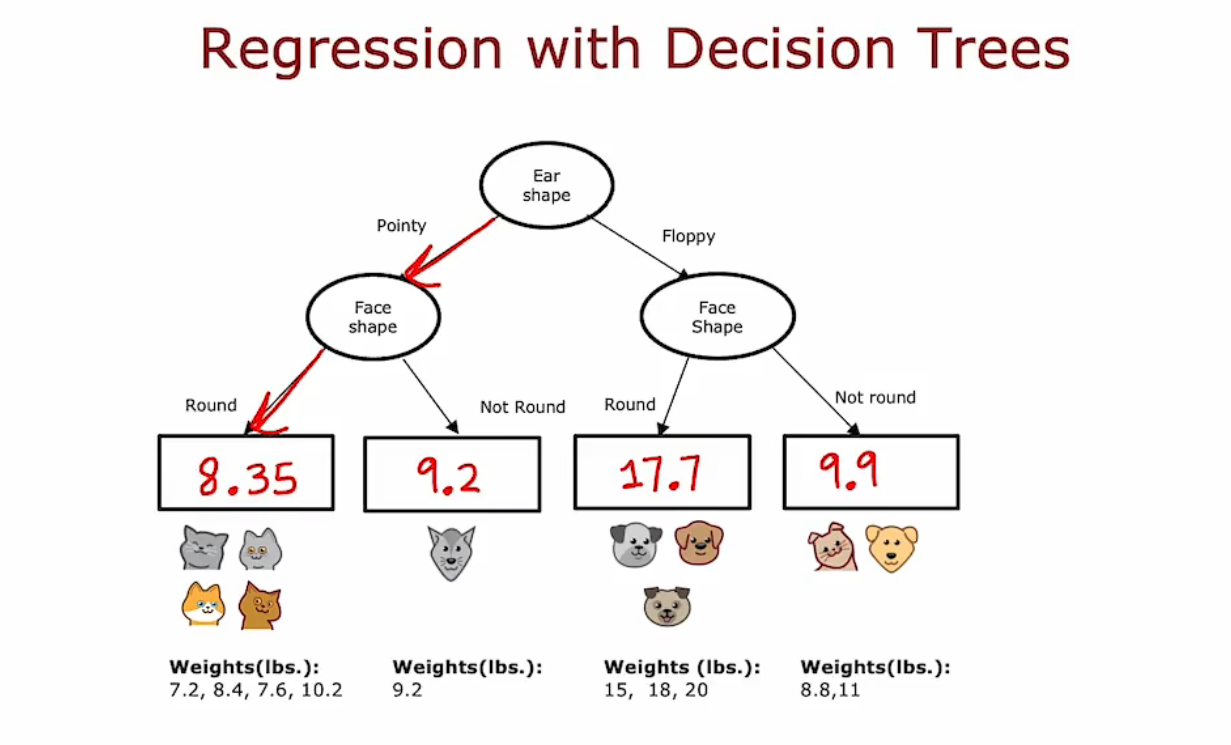 Regression with Decision Trees
Ear
shape
Pointy
Floppy
Face
shape
Face
Shape
Round
Not Round
Round
Not round
8.35
9.2
17.7
9.9
Weights(lbs.):
7.2, 8.4, 7.6, 10.2
Weights(lbs.):
9.2
Weights (lbs.):
15, 18, 20
Weights(lbs.):
8.8,11